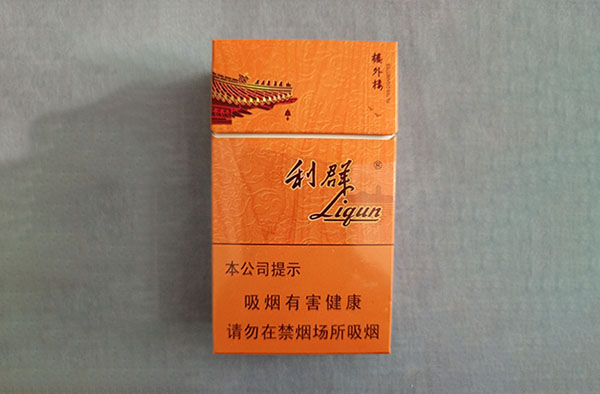 楼外楼
利群®
Liqun
本公司提示
吸烟有害健康
请勿在禁烟场所吸烟